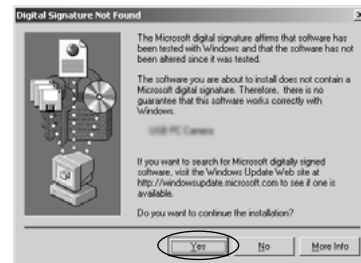 Digital Signature Not Found
The Microsoft digital signature affirms that software has
been tested with Windows and that the software has not
been altered since it was tested.
The software you are about to install does not contain a
Microsoft digital signature. Therefore, there is no
guarantee that this software works correctly with
Windows.
USB PC Camera
If you want to search for Microsoft digitally signed
software, visit the Windows Update Web site at
http://windowsupdate.microsoft.com to see if one is
available.
Do you want to continue the installation?
Yes No More Info